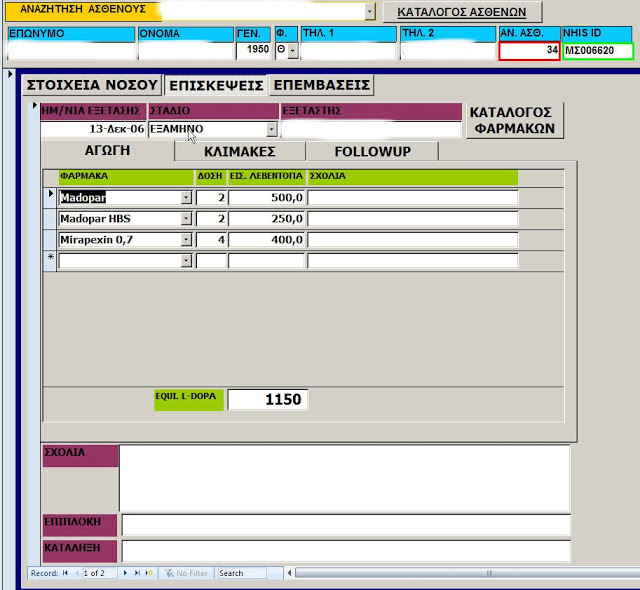 ΑΝΑΖΗΤΗΣΗ ΑΣΘΕΝΟΥΣ ΚΑΤΑΛΟΓΟΣ ΑΣΘΕΝΩΝ
ΕΠΩΝΥΜΟ ΟΝΟΜΑ ΓΕΝ. Φ. ΤΗΛ. 1 ΤΗΛ. 2 ΑΝ. ΑΣΘ. NHIS ID
1950 Θ 34 ΜΣ006620
ΣΤΟΙΧΕΙΑ ΝΟΣΟΥ ΕΠΙΣΚΕΨΕΙΣ ΕΠΕΜΒΑΣΕΙΣ
ΗΜ/ΝΙΑ ΕΞΕΤΑΣΗΣ ΣΤΑΔΙΟ ΕΞΕΤΑΣΤΗΣ ΚΑΤΑΛΟΓΟΣ
ΦΑΡΜΑΚΩΝ
13-Δεκ-06 ΕΞΑΜΗΝΟ
ΑΓΩΓΗ ΚΛΙΜΑΚΕΣ FOLLOWUP
ΦΑΡΜΑΚΑ ΔΟΣΗ ΕΙΣ. ΛΕΒΕΝΤΟΠΑ ΣΧΟΛΙΑ
Madopar 2 500,0
Madopar HBS 2 250,0
Mirapexin 0,7 4 400,0
*
EQUI. L-DOPA 1150
ΣΧΟΛΙΑ
ΕΠΙΠΛΟΚΗ
ΚΑΤΑΛΗΞΗ
Record: 1 of 2 No Filter Search